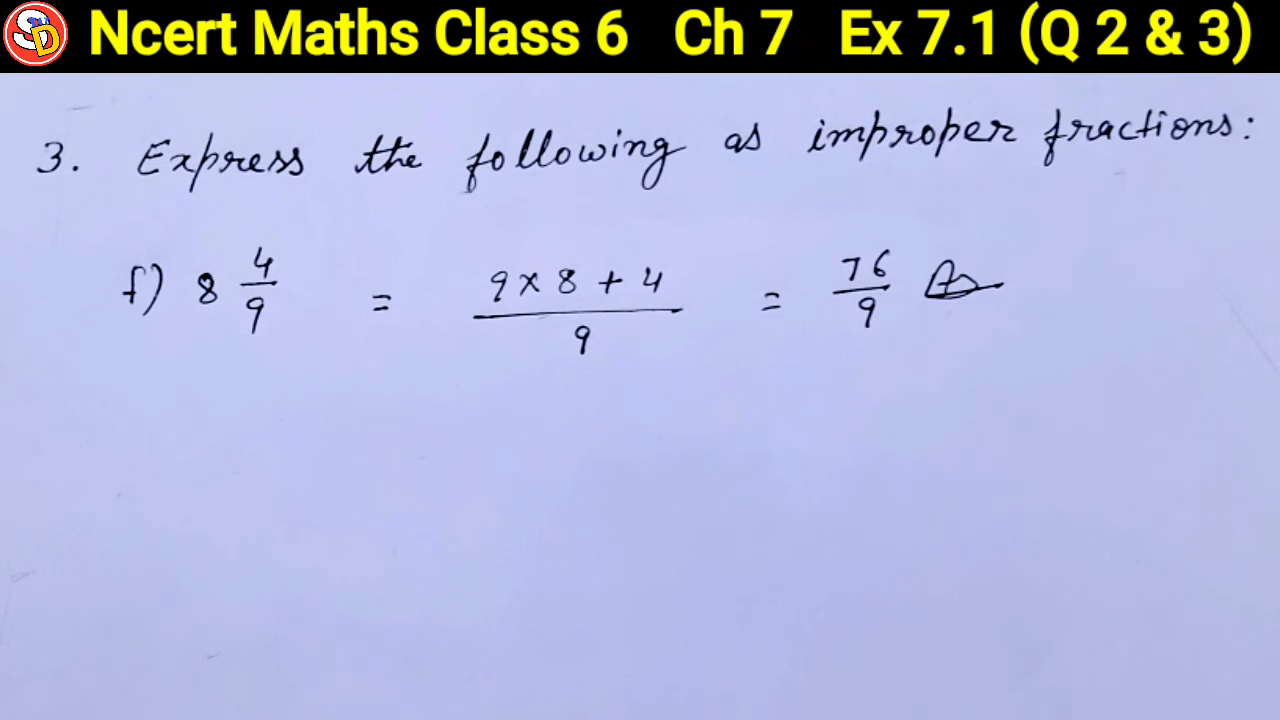 SD Ncert Maths Class 6 Ch 7 Ex 7.1 (Q 2 & 3)
3. Express the following as improper fractions:
f) 8 4/9 = 9 x 8 + 4 / 9 = 76/9